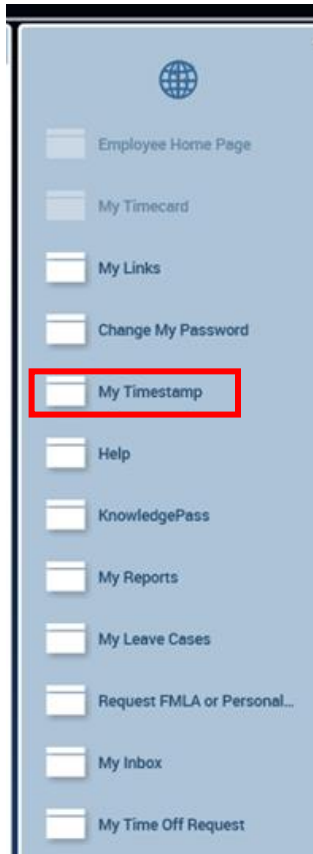 Employee Home Page
My Timecard
My Links
Change My Password
My Timestamp
Help
KnowledgePass
My Reports
My Leave Cases
Request FMLA or Personal...
My Inbox
My Time Off Request